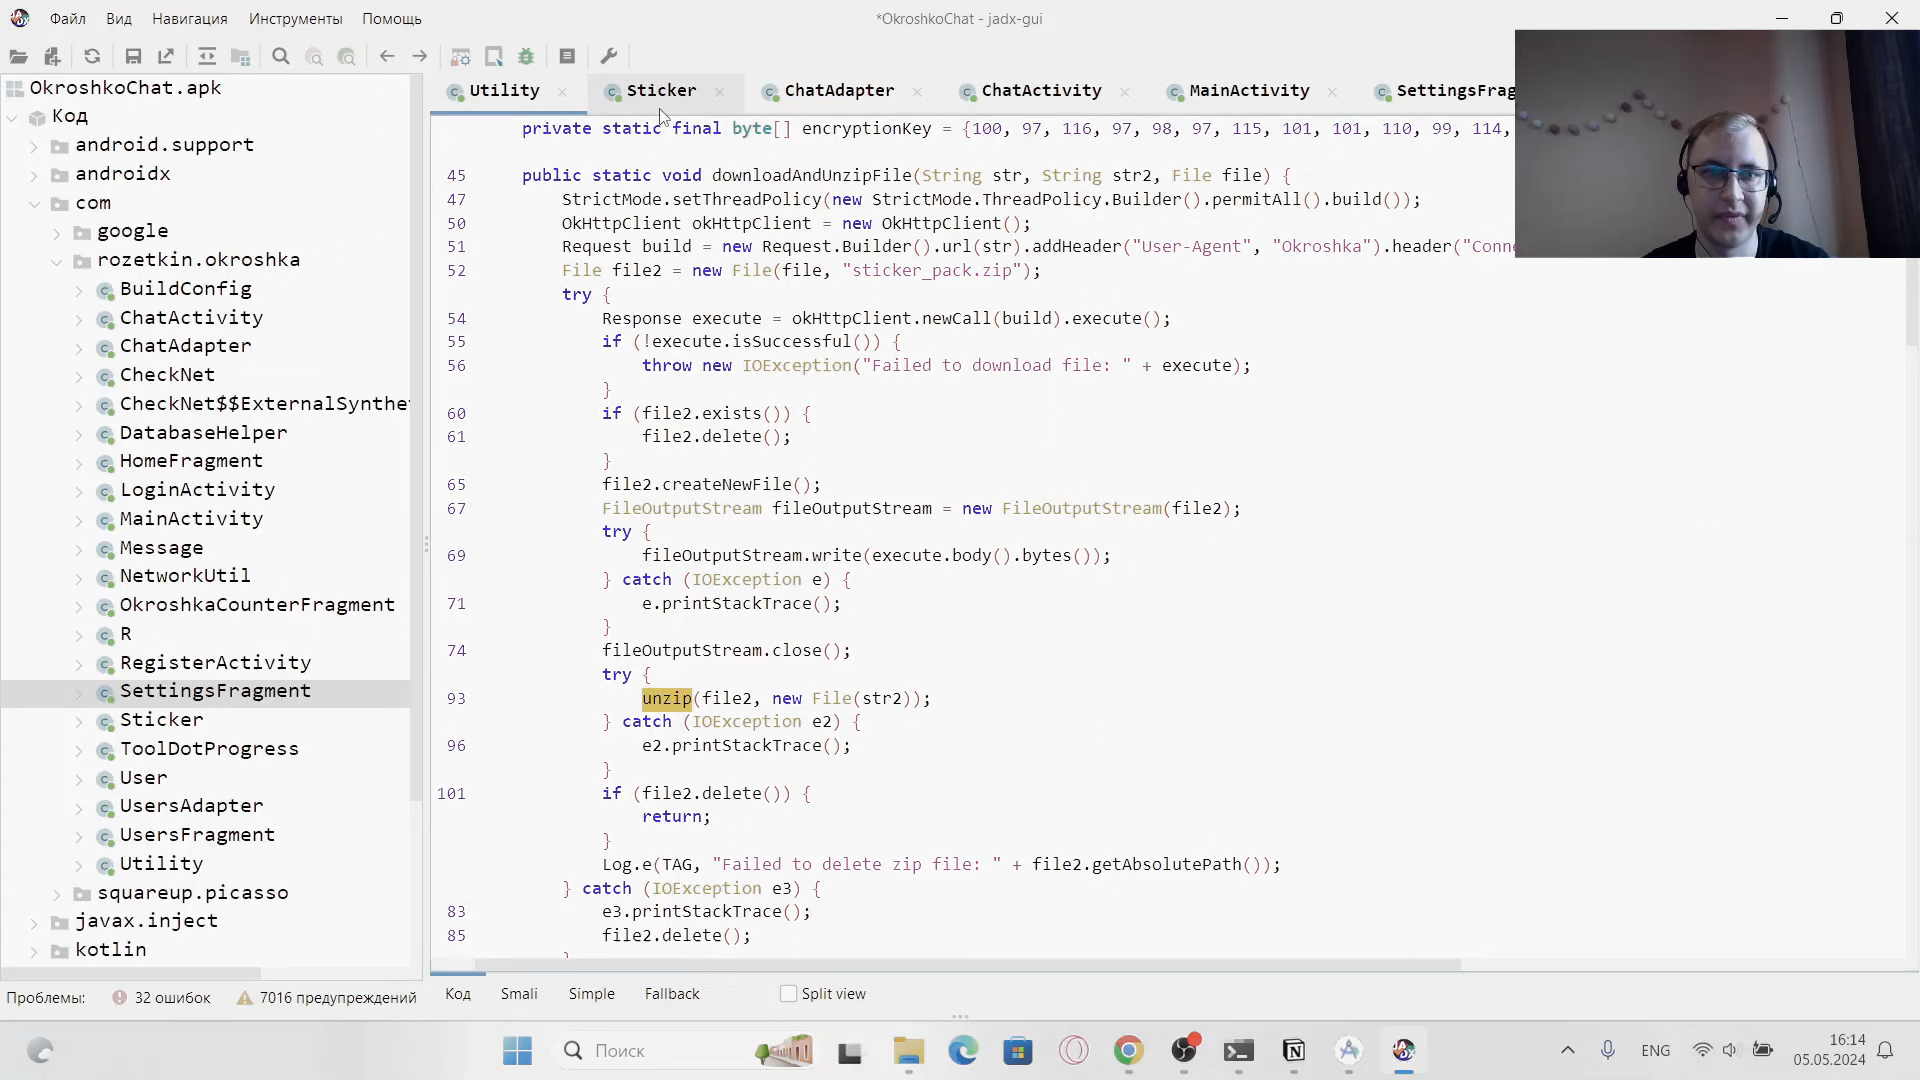 Файл Вид Навигация Инструменты Помощь
*OkroshkoChat - jadx-gui
OkroshkoChat.apk
Код
android.support
androidx
com
google
rozetkin.okroshka
BuildConfig
ChatActivity
ChatAdapter
CheckNet
CheckNet$$ExternalSynthet
DatabaseHelper
HomeFragment
LoginActivity
MainActivity
Message
NetworkUtil
OkroshkaCounterFragment
R
RegisterActivity
SettingsFragment
Sticker
ToolDotProgress
User
UsersAdapter
UsersFragment
Utility
squareup.picasso
javax.inject
kotlin
Проблемы: 32 ошибок 7016 предупреждений
Utility Sticker ChatAdapter ChatActivity MainActivity SettingsFrag
private static final byte[] encryptionKey = {100, 97, 116, 97, 98, 97, 115, 101, 101, 110, 99, 114,
45 public static void downloadAndUnzipFile(String str, String str2, File file) {
47 StrictMode.setThreadPolicy(new StrictMode.ThreadPolicy.Builder().permitAll().build());
50 OkHttpClient okHttpClient = new OkHttpClient();
51 Request build = new Request.Builder().url(str).addHeader("User-Agent", "Okroshka").header("Conne
52 File file2 = new File(file, "sticker_pack.zip");
try {
54 Response execute = okHttpClient.newCall(build).execute();
55 if (!execute.isSuccessful()) {
56 throw new IOException("Failed to download file: " + execute);
}
60 if (file2.exists()) {
61 file2.delete();
}
65 file2.createNewFile();
67 FileOutputStream fileOutputStream = new FileOutputStream(file2);
try {
69 fileOutputStream.write(execute.body().bytes());
} catch (IOException e) {
71 e.printStackTrace();
}
74 fileOutputStream.close();
try {
93 unzip(file2, new File(str2));
} catch (IOException e2) {
96 e2.printStackTrace();
}
101 if (file2.delete()) {
return;
}
Log.e(TAG, "Failed to delete zip file: " + file2.getAbsolutePath());
} catch (IOException e3) {
83 e3.printStackTrace();
85 file2.delete();
Код Smali Simple Fallback Split view
Поиск
ENG
16:14
05.05.2024